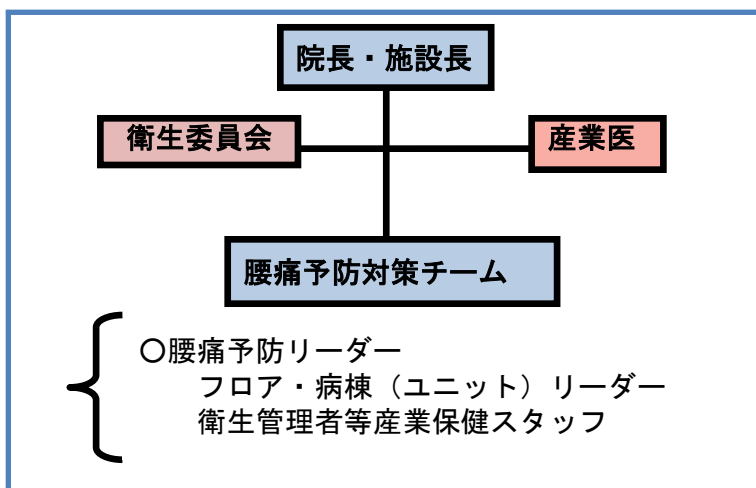 院長・施設長
衛生委員会
産業医
腰痛予防対策チーム
○腰痛予防リーダー
フロア・病棟（ユニット）リーダー
衛生管理者等産業保健スタッフ